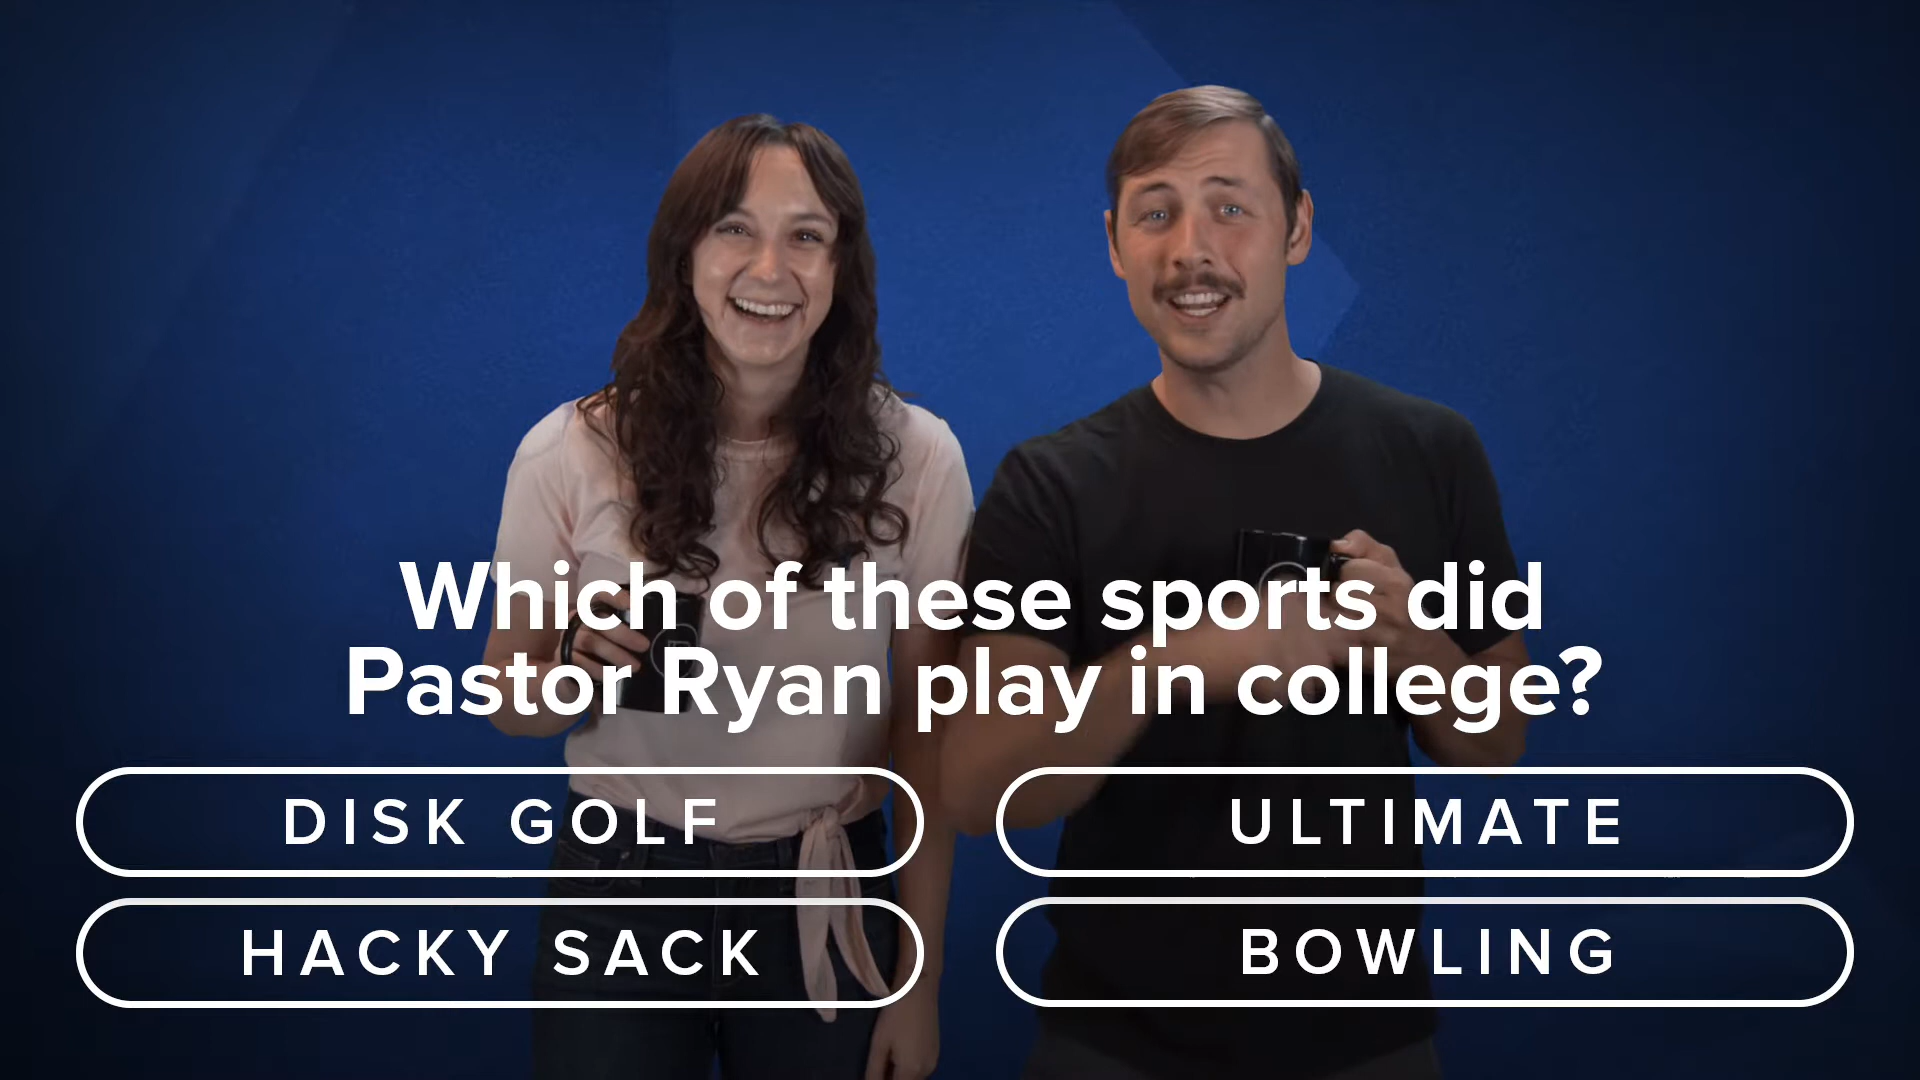 Which of these sports did
Pastor Ryan play in college?
DISK GOLF
ULTIMATE
HACKY SACK
BOWLING